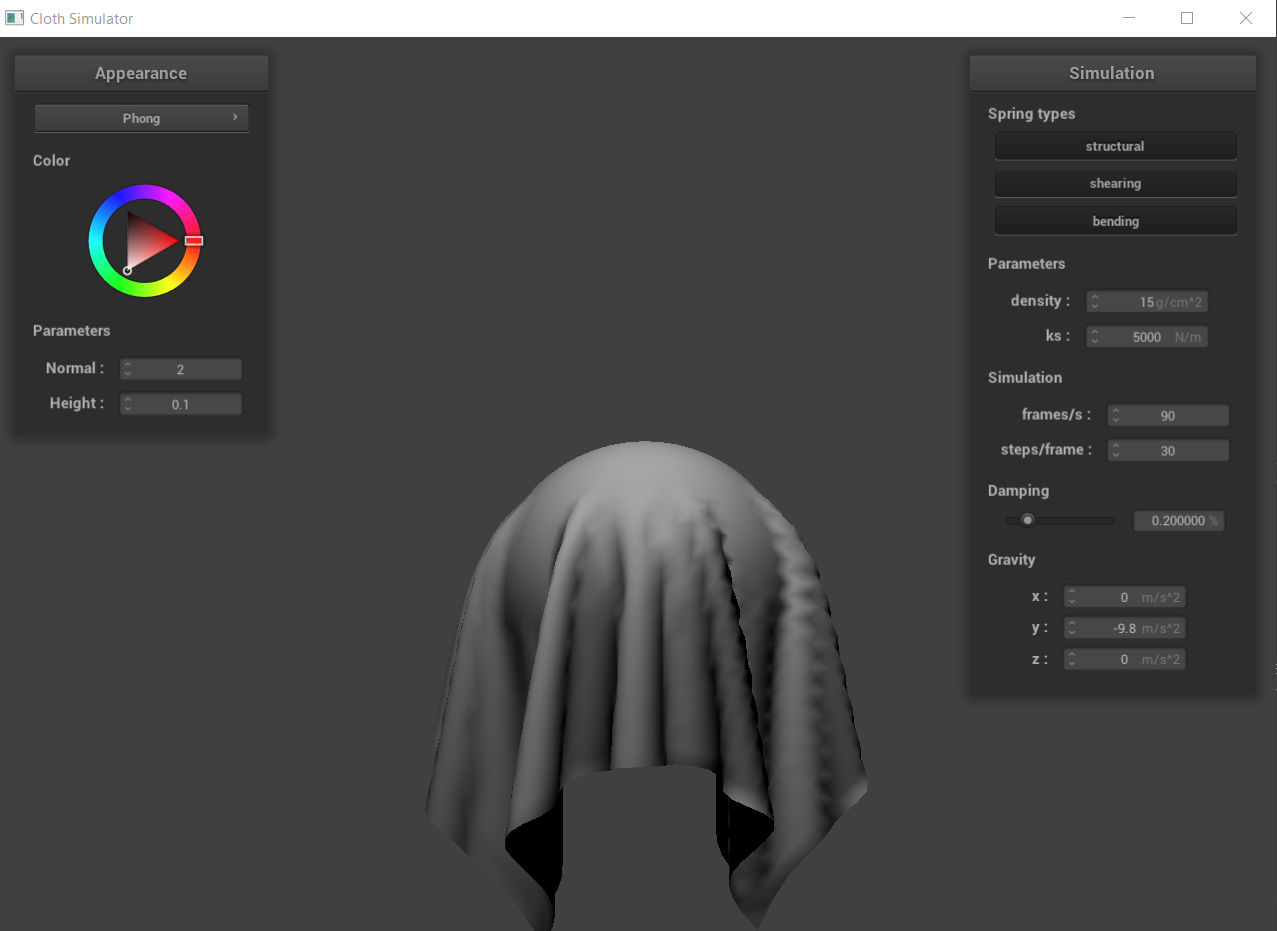 Cloth Simulator
Appearance
Phong
Color
Parameters
Normal : 2
Height : 0.1
Simulation
Spring types
structural
shearing
bending
Parameters
density : 15 g/cm^2
ks : 5000 N/m
Simulation
frames/s : 90
steps/frame : 30
Damping
0.200000 %
Gravity
x : 0 m/s^2
y : -9.8 m/s^2
z : 0 m/s^2